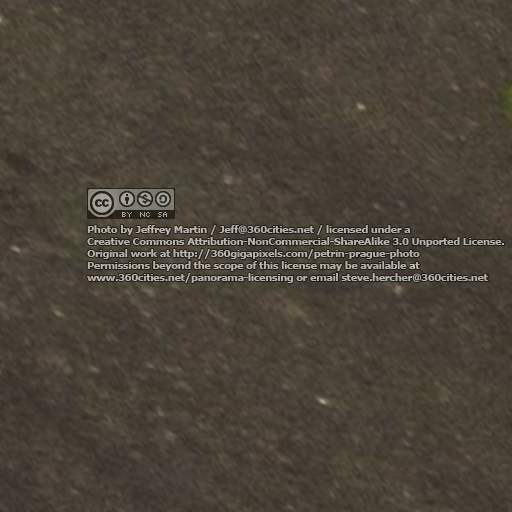 cc BY NC SA
Photo by Jeffrey Martin / Jeff@360cities.net / licensed under a
Creative Commons Attribution-NonCommercial-ShareAlike 3.0 Unported License.
Original work at http://360gigapixels.com/petrin-prague-photo
Permissions beyond the scope of this license may be available at
www.360cities.net/panorama-licensing or email steve.hercher@360cities.net